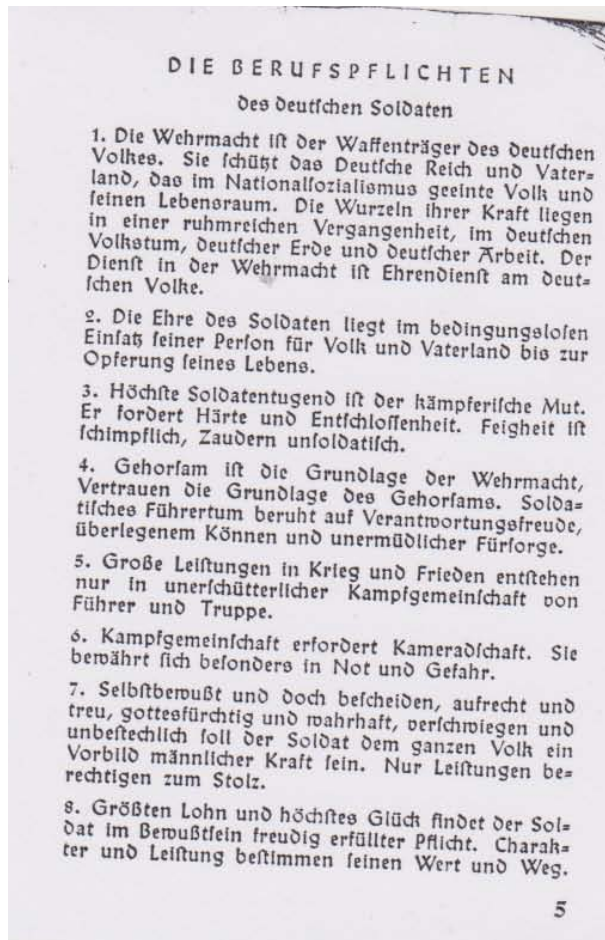 DIE BERUFSPFLICHTEN
des deutſchen Soldaten
1. Die Wehrmacht iſt der Waffenträger des deutſchen
Volkes. Sie ſchützt das Deutſche Reich und Vater=
land, das im Nationalſozialismus geeinte Volk und
ſeinen Lebensraum. Die Wurzeln ihrer Kraft liegen
in einer ruhmreichen Vergangenheit, im deutſchen
Volkstum, deutſcher Erde und deutſcher Arbeit. Der
Dienſt in der Wehrmacht iſt Ehrendienſt am deut=
ſchen Volke.
2. Die Ehre des Soldaten liegt im bedingungsloſen
Einſatz ſeiner Perſon für Volk und Vaterland bis zur
Opferung ſeines Lebens.
3. Höchſte Soldatentugend iſt der kämpferiſche Mut.
Er fordert Härte und Entſchloſſenheit. Feigheit iſt
ſchimpflich, Zaudern unſoldatiſch.
4. Gehorſam iſt die Grundlage der Wehrmacht,
Vertrauen die Grundlage des Gehorſams. Solda=
tiſches Führertum beruht auf Verantwortungsfreude,
überlegenem Können und unermüdlicher Fürſorge.
5. Große Leiſtungen in Krieg und Frieden entſtehen
nur in unerſchütterlicher Kampfgemeinſchaft von
Führer und Truppe.
6. Kampfgemeinſchaft erfordert Kameradſchaft. Sie
bewährt ſich beſonders in Not und Gefahr.
7. Selbſtbewußt und doch beſcheiden, aufrecht und
treu, gottesfürchtig und wahrhaft, verſchwiegen und
unbeſtechlich ſoll der Soldat dem ganzen Volk ein
Vorbild männlicher Kraft ſein. Nur Leiſtungen be=
rechtigen zum Stolz.
8. Größten Lohn und höchſtes Glück findet der Sol=
dat im Bewußtſein freudig erfüllter Pflicht. Charak=
ter und Leiſtung beſtimmen ſeinen Wert und Weg.
5